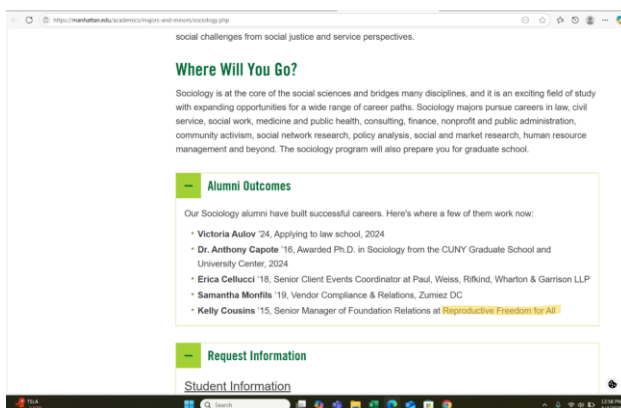 https://manhattan.edu/academics/majors-and-minors/sociology.php
social challenges from social justice and service perspectives.
Where Will You Go?
Sociology is at the core of the social sciences and bridges many disciplines, and it is an exciting field of study
with expanding opportunities for a wide range of career paths. Sociology majors pursue careers in law, civil
service, social work, medicine and public health, consulting, finance, nonprofit and public administration,
community activism, social network research, policy analysis, social and market research, human resource
management and beyond. The sociology program will also prepare you for graduate school.
Alumni Outcomes
Our Sociology alumni have built successful careers. Here's where a few of them work now:
Victoria Aulov '24, Applying to law school, 2024
Dr. Anthony Capote '16, Awarded Ph.D. in Sociology from the CUNY Graduate School and
University Center, 2024
Erica Cellucci '18, Senior Client Events Coordinator at Paul, Weiss, Rifkind, Wharton & Garrison LLP
Samantha Monfils '19, Vendor Compliance & Relations, Zumiez DC
Kelly Cousins '15, Senior Manager of Foundation Relations at Reproductive Freedom for All
Request Information
Student Information
TSLA
Search
12:58 PM